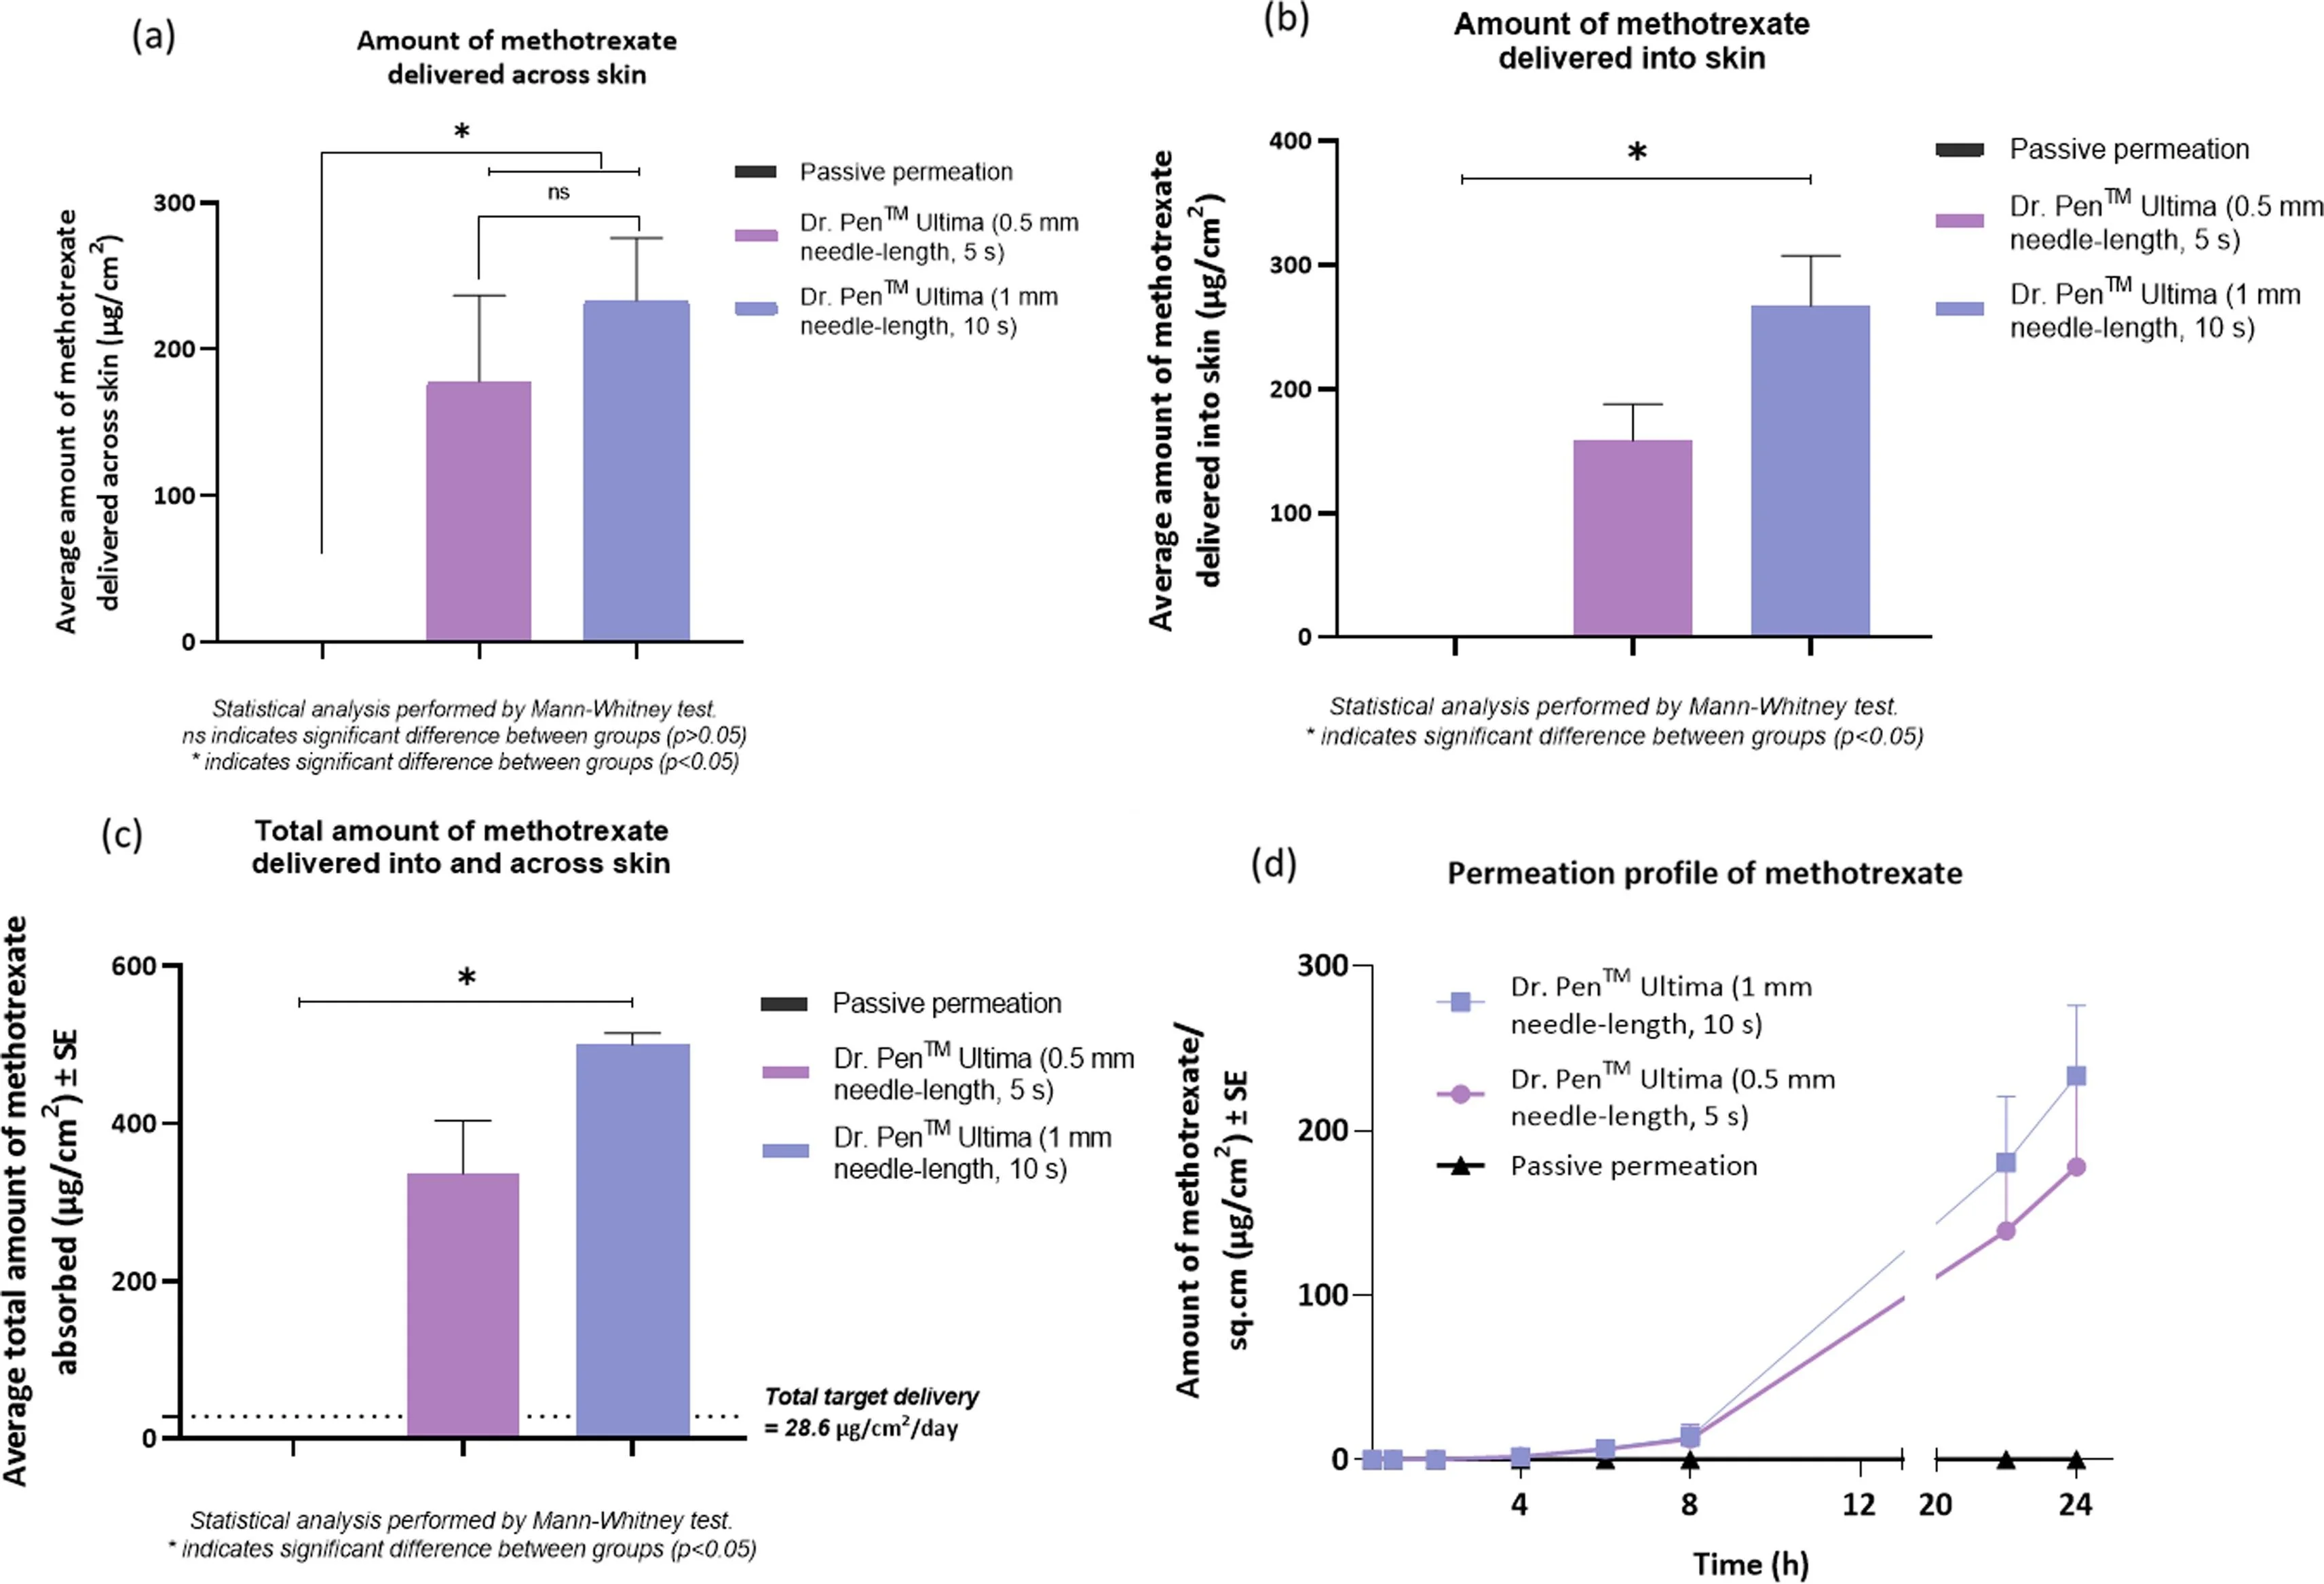 (a)
Amount of methotrexate
delivered across skin
*
ns
300
200
100
0
Average amount of methotrexate
delivered across skin (µg/cm²)
Passive permeation
Dr. Pen™ Ultima (0.5 mm
needle-length, 5 s)
Dr. Pen™ Ultima (1 mm
needle-length, 10 s)
Statistical analysis performed by Mann-Whitney test.
ns indicates significant difference between groups (p>0.05)
* indicates significant difference between groups (p<0.05)
(b)
Amount of methotrexate
delivered into skin
*
400
300
200
100
0
Average amount of methotrexate
delivered into skin (µg/cm²)
Passive permeation
Dr. Pen™ Ultima (0.5 mm
needle-length, 5 s)
Dr. Pen™ Ultima (1 mm
needle-length, 10 s)
Statistical analysis performed by Mann-Whitney test.
* indicates significant difference between groups (p<0.05)
(c)
Total amount of methotrexate
delivered into and across skin
*
600
400
200
0
Average total amount of methotrexate
absorbed (µg/cm²) ± SE
Passive permeation
Dr. Pen™ Ultima (0.5 mm
needle-length, 5 s)
Dr. Pen™ Ultima (1 mm
needle-length, 10 s)
Total target delivery
= 28.6 µg/cm²/day
Statistical analysis performed by Mann-Whitney test.
* indicates significant difference between groups (p<0.05)
(d)
Permeation profile of methotrexate
300
200
100
0
Amount of methotrexate/
sq.cm (µg/cm²) ± SE
Dr. Pen™ Ultima (1 mm
needle-length, 10 s)
Dr. Pen™ Ultima (0.5 mm
needle-length, 5 s)
Passive permeation
4 8 12 20 24
Time (h)